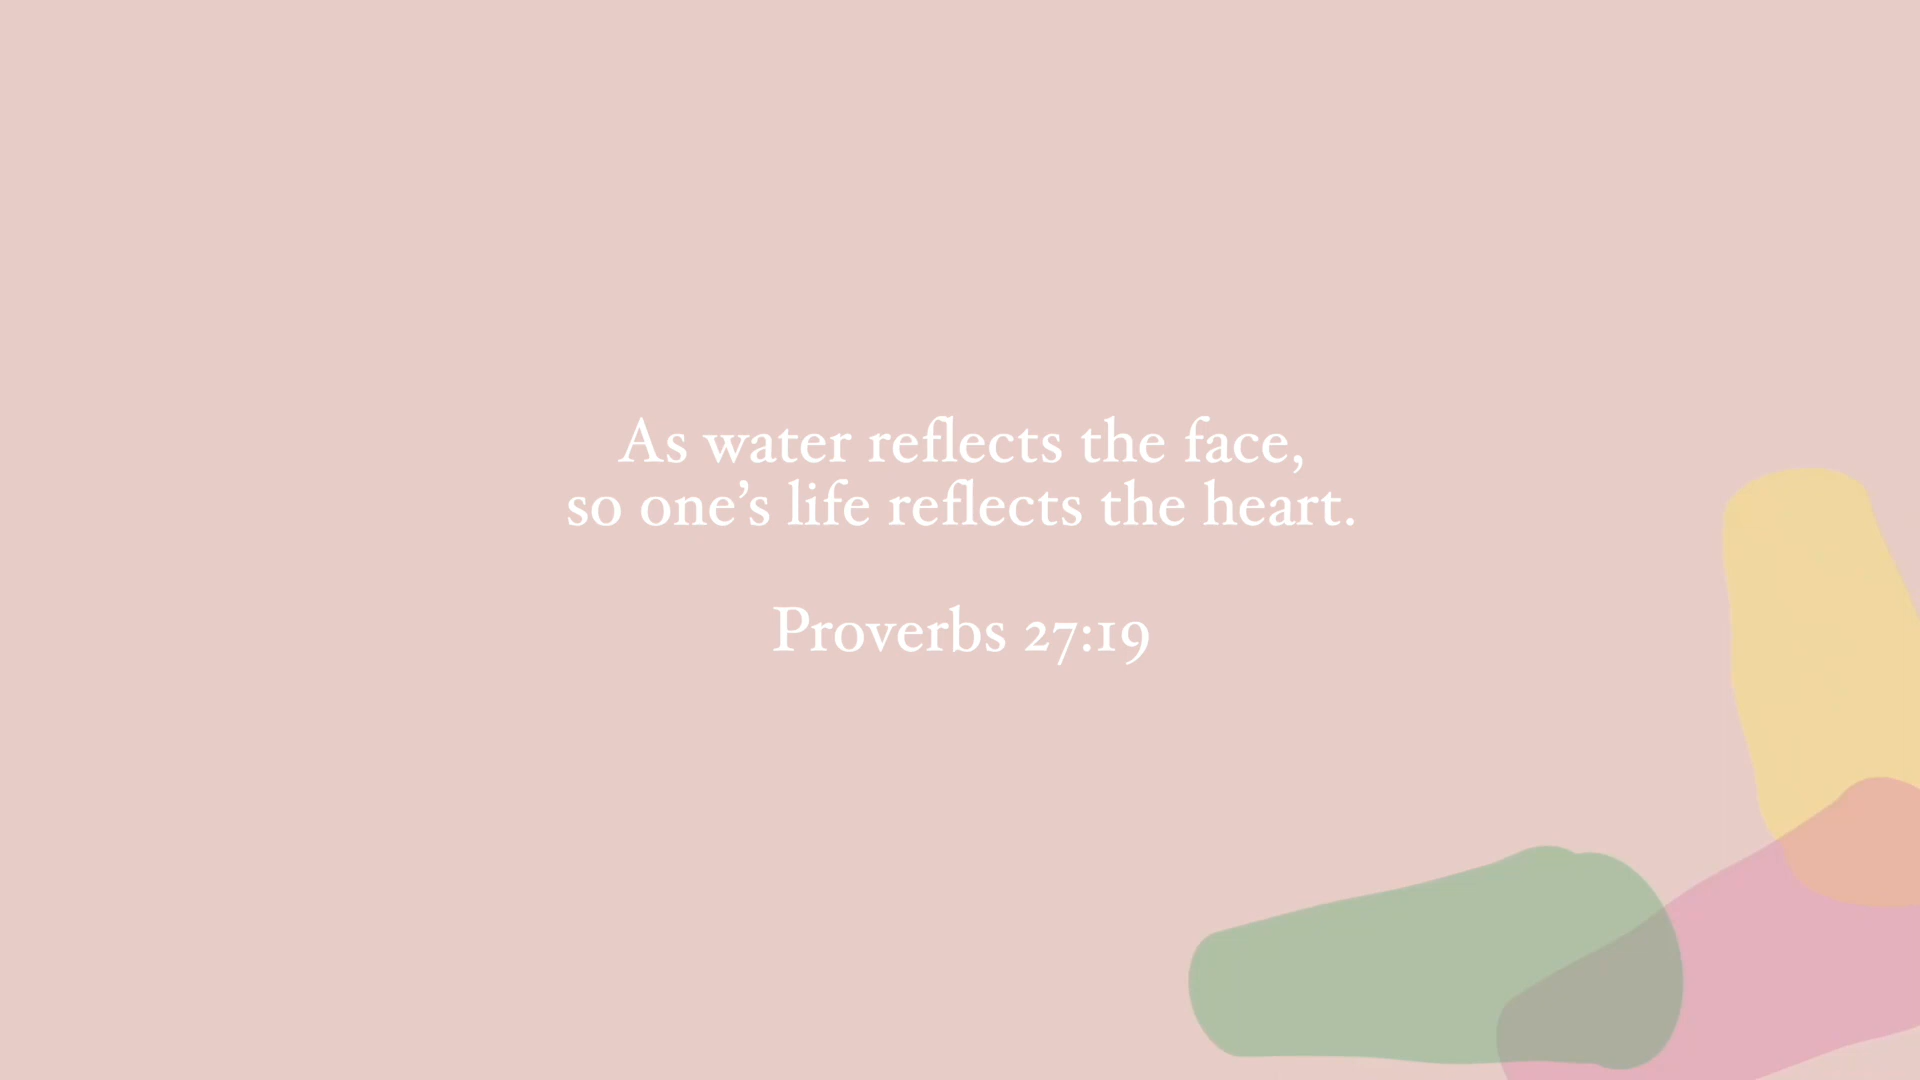 As water reflects the face,
so one’s life reflects the heart.
Proverbs 27:19